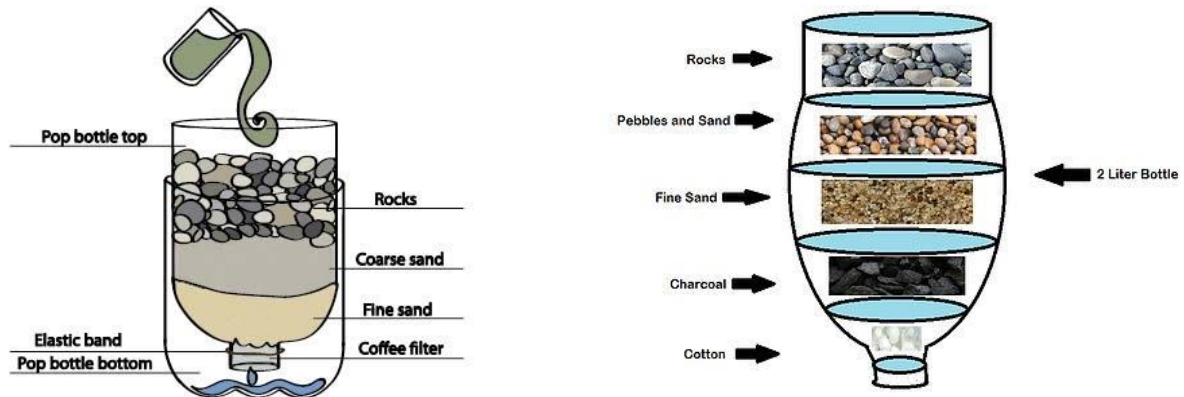 Pop bottle top
Rocks
Coarse sand
Fine sand
Elastic band
Coffee filter
Pop bottle bottom
Rocks
Pebbles and Sand
Fine Sand
2 Liter Bottle
Charcoal
Cotton